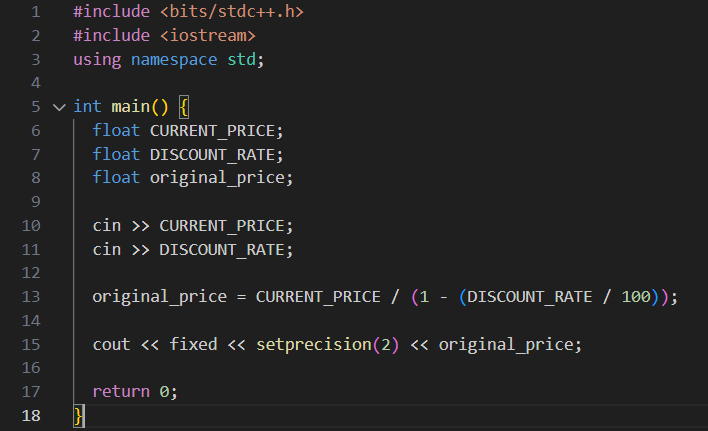 1 #include <bits/stdc++.h>
2 #include <iostream>
3 using namespace std;
4
5 int main() {
6 float CURRENT_PRICE;
7 float DISCOUNT_RATE;
8 float original_price;
9
10 cin >> CURRENT_PRICE;
11 cin >> DISCOUNT_RATE;
12
13 original_price = CURRENT_PRICE / (1 - (DISCOUNT_RATE / 100));
14
15 cout << fixed << setprecision(2) << original_price;
16
17 return 0;
18 }